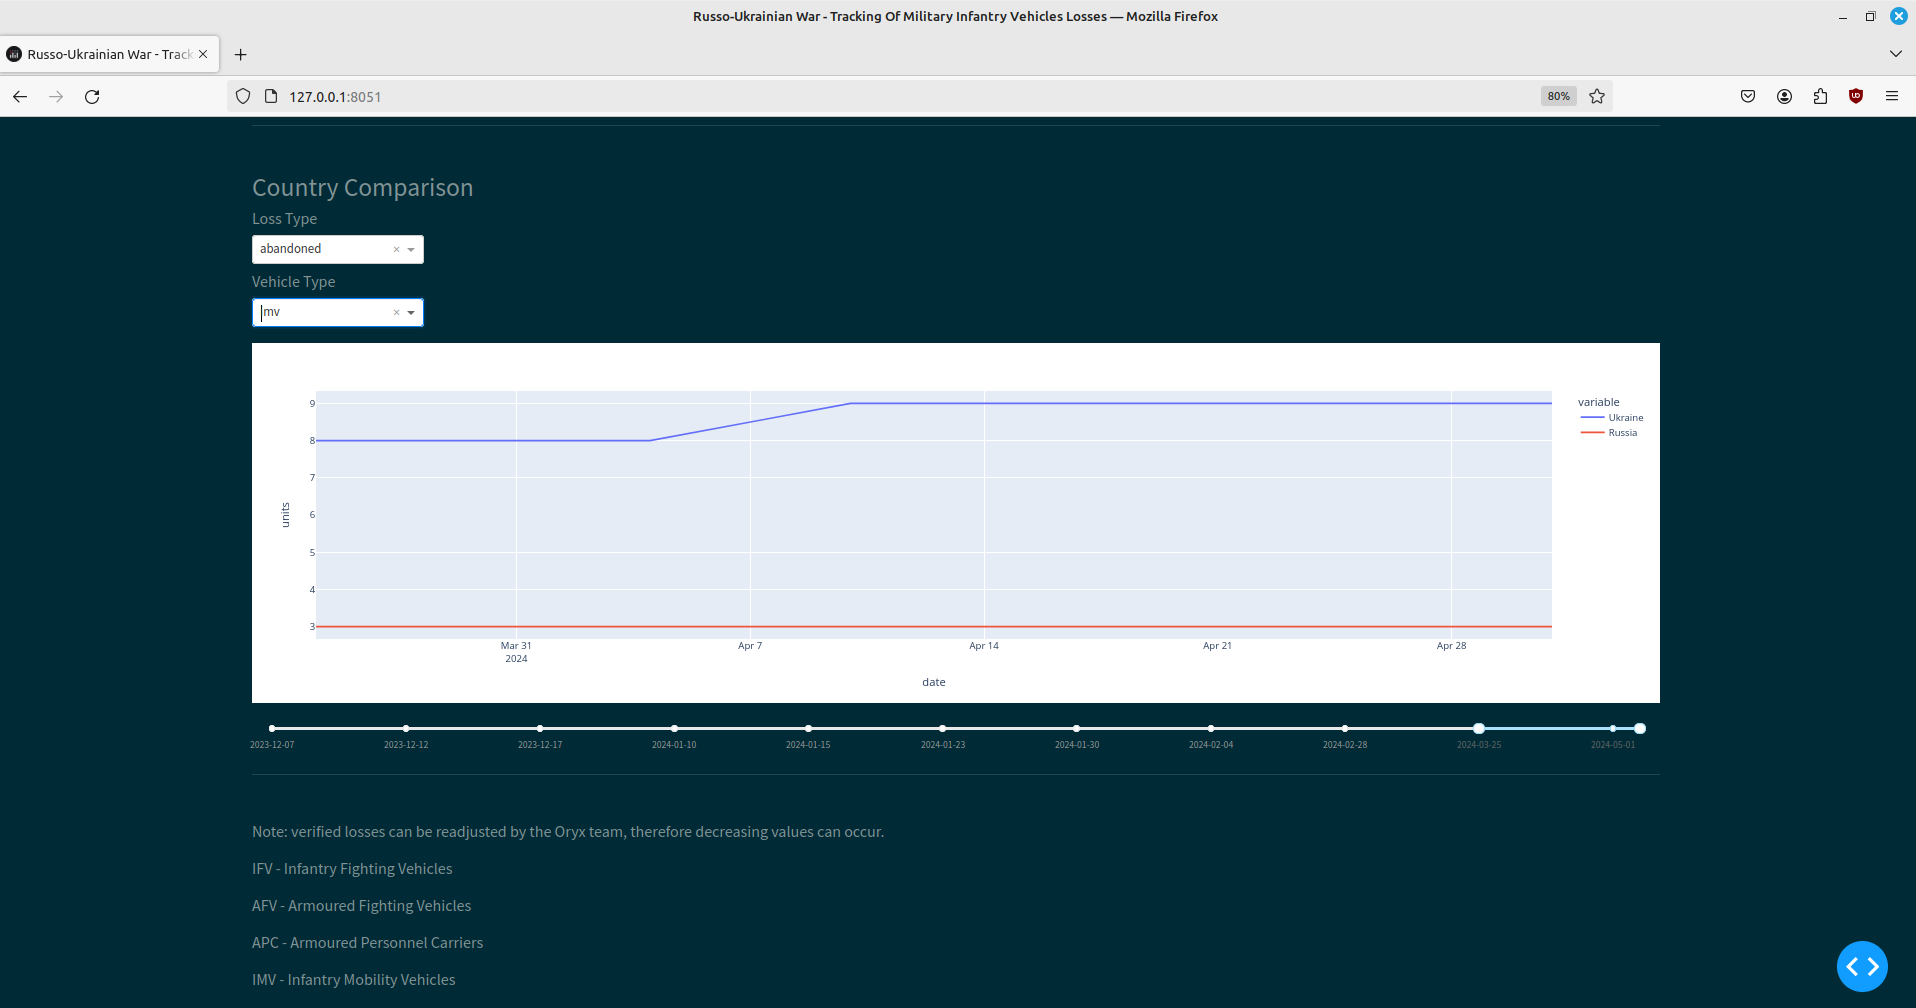 Russo-Ukrainian War - Tracking Of Military Infantry Vehicles Losses — Mozilla Firefox
Russo-Ukrainian War - Track
127.0.0.1:8051
80%
Country Comparison
Loss Type
abandoned
Vehicle Type
imv
9
8
7
6
5
4
3
units
Mar 31
2024
Apr 7
Apr 14
Apr 21
Apr 28
date
variable
Ukraine
Russia
2023-12-07
2023-12-12
2023-12-17
2024-01-10
2024-01-15
2024-01-23
2024-01-30
2024-02-04
2024-02-28
2024-03-25
2024-05-01
Note: verified losses can be readjusted by the Oryx team, therefore decreasing values can occur.
IFV - Infantry Fighting Vehicles
AFV - Armoured Fighting Vehicles
APC - Armoured Personnel Carriers
IMV - Infantry Mobility Vehicles